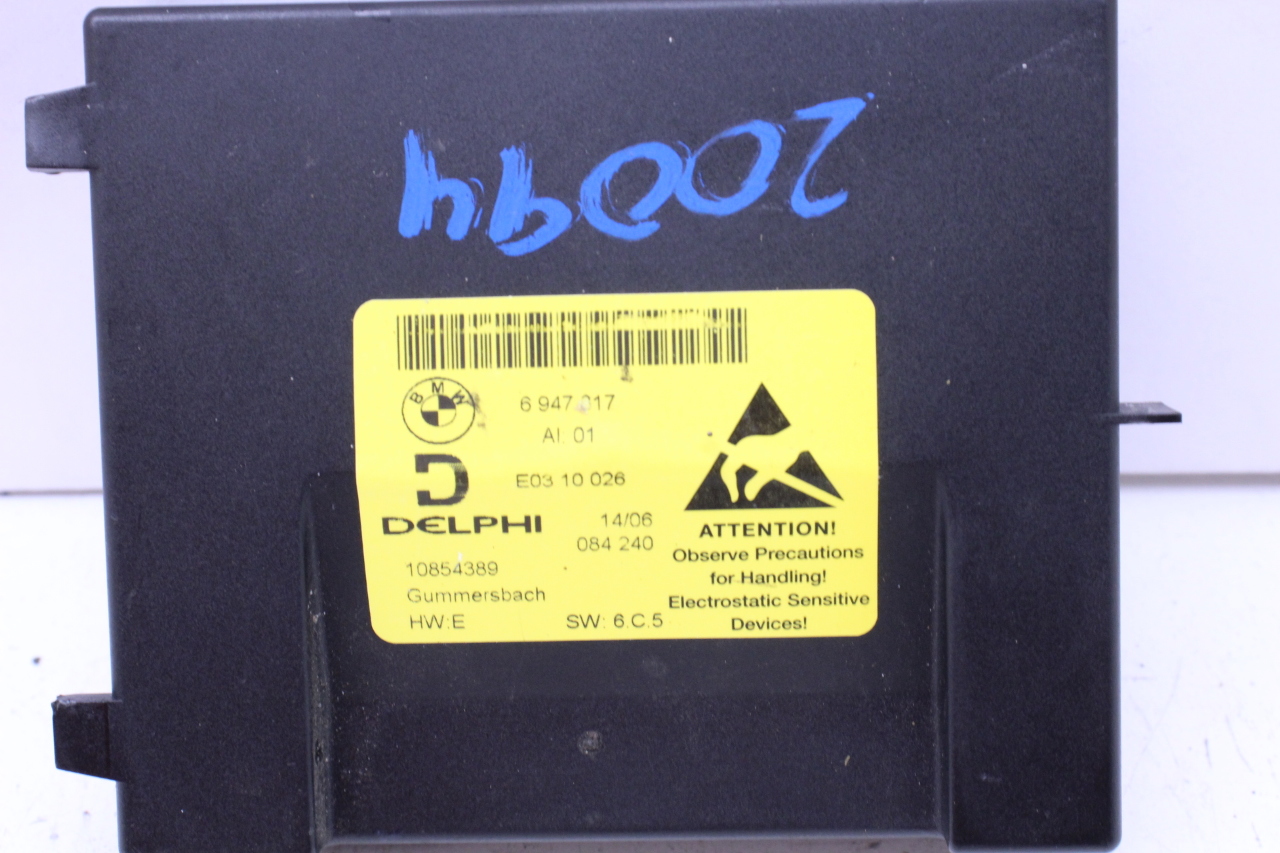 BMW
6 947 017
AI. 01
E03 10 026
DELPHI
14/06
084 240
10854389
Gummersbach
HW:E SW: 6.C.5
ATTENTION!
Observe Precautions
for Handling!
Electrostatic Sensitive
Devices!